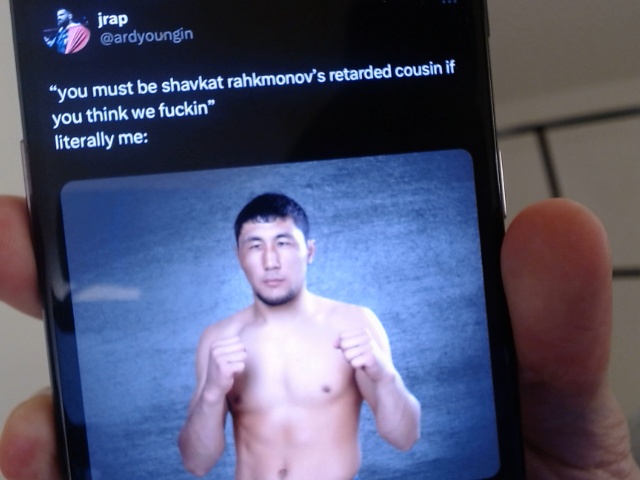 jrap
@ardyoungin
“you must be shavkat rahkmonov’s retarded cousin if
you think we fuckin”
literally me: